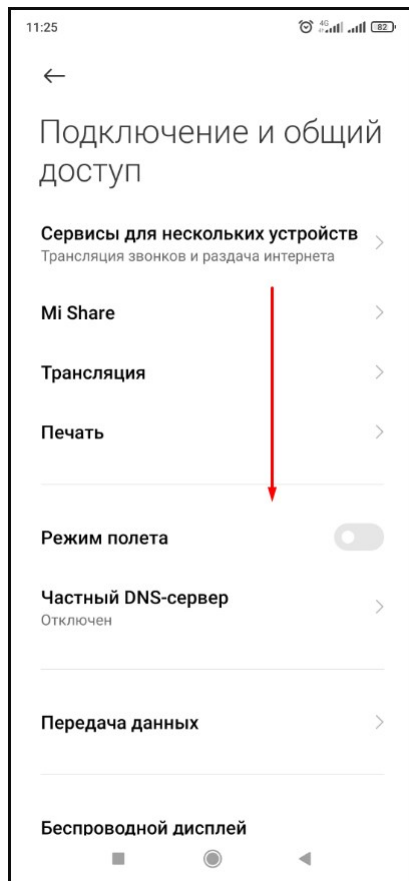 11:25
4G
82
Подключение и общий
доступ
Сервисы для нескольких устройств
Трансляция звонков и раздача интернета
Mi Share
Трансляция
Печать
Режим полета
Частный DNS-сервер
Отключен
Передача данных
Беспроводной дисплей